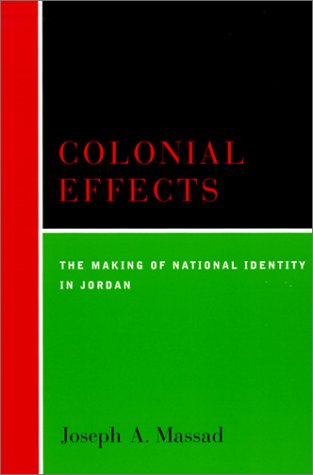 COLONIAL
EFFECTS
THE MAKING OF NATIONAL IDENTITY
IN JORDAN
Joseph A. Massad